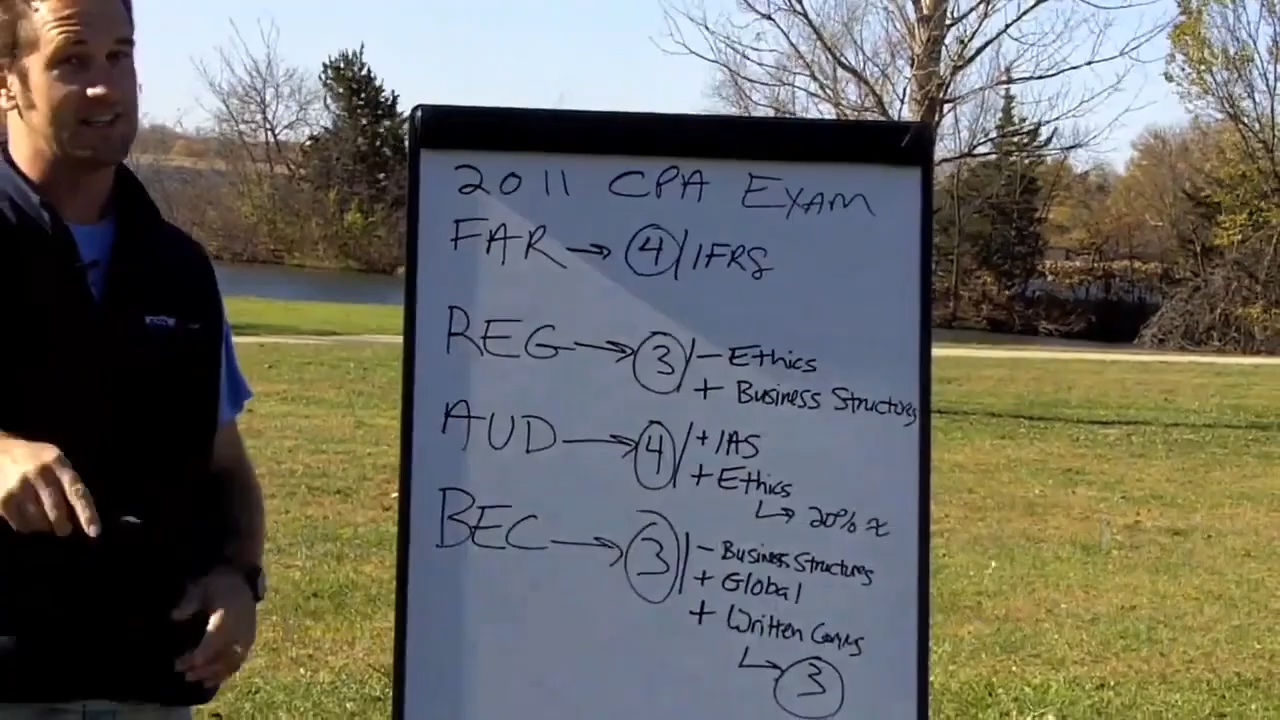 2011 CPA EXAM
FAR → 4 / IFRS
REG → 3 / - Ethics
+ Business Structures
AUD → 4 / + IAS
+ Ethics
↳ 20% ≈
BEC → 3 / - Business Structures
+ Global
+ Written Comms
↳ 3